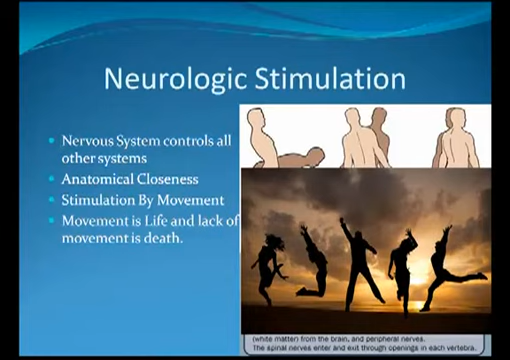 Neurologic Stimulation
Nervous System controls all
other systems
Anatomical Closeness
Stimulation By Movement
Movement is Life and lack of
movement is death.
(white matter) from the brain, and peripheral nerves.
The spinal nerves enter and exit through openings in each vertebra.